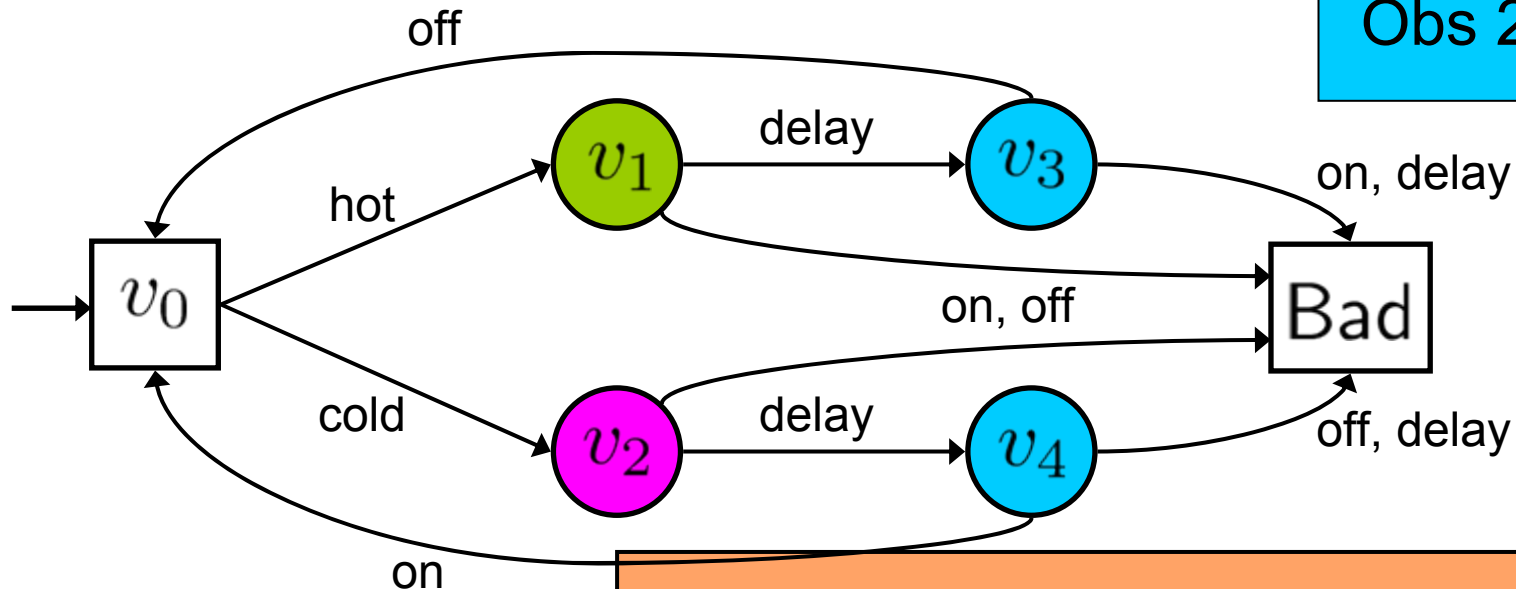 off
Obs 2
hot
v₁
delay
v₃
on, delay
v₀
on, off
Bad
cold
v₂
delay
v₄
off, delay
on